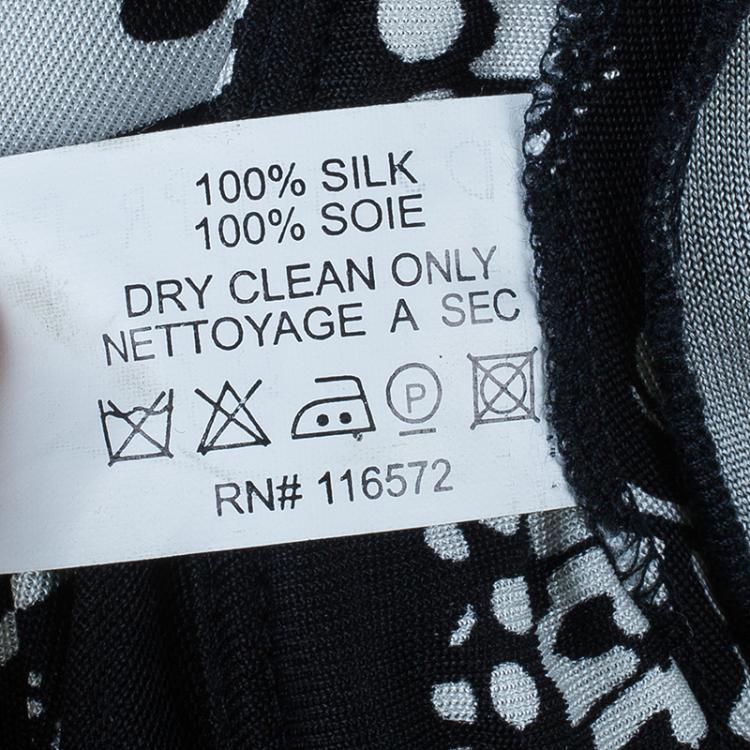 100% SILK
100% SOIE
DRY CLEAN ONLY
NETTOYAGE A SEC
P
RN# 116572